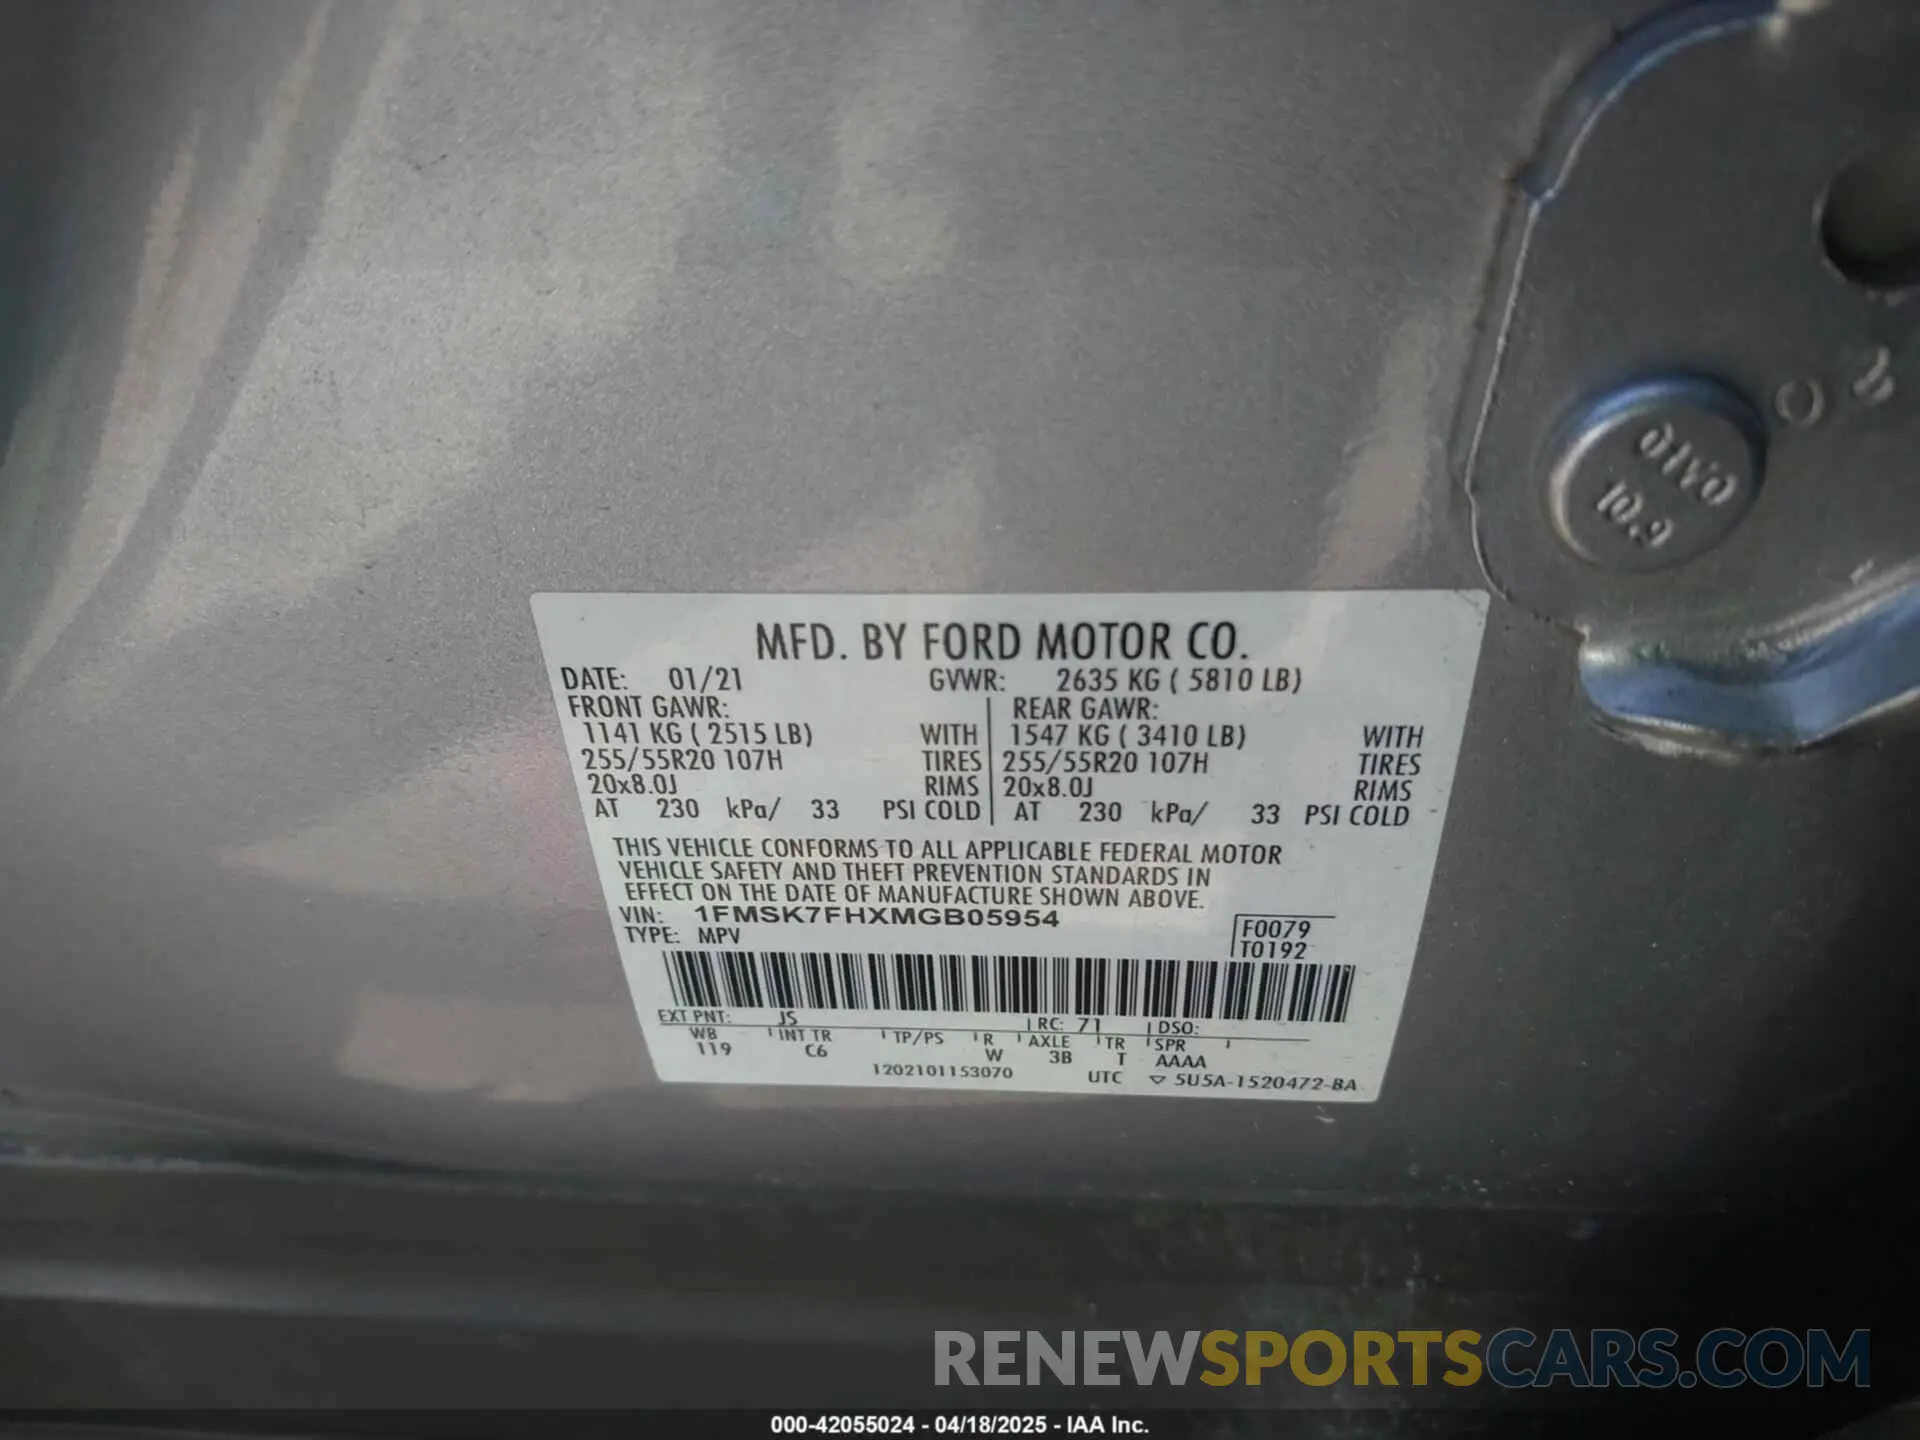 OVVO
10.9
MFD. BY FORD MOTOR CO.
DATE: 01/21 GVWR: 2635 KG ( 5810 LB)
FRONT GAWR: REAR GAWR:
1141 KG ( 2515 LB) WITH 1547 KG ( 3410 LB) WITH
255/55R20 107H TIRES 255/55R20 107H TIRES
20x8.0J RIMS 20x8.0J RIMS
AT 230 kPa/ 33 PSI COLD AT 230 kPa/ 33 PSI COLD
THIS VEHICLE CONFORMS TO ALL APPLICABLE FEDERAL MOTOR
VEHICLE SAFETY AND THEFT PREVENTION STANDARDS IN
EFFECT ON THE DATE OF MANUFACTURE SHOWN ABOVE.
VIN: 1FMSK7FHXMGB05954
TYPE: MPV
F0079
T0192
EXT PNT: JS RC: 71 DSO:
WB INT TR TP/PS R AXLE TR SPR
119 C6 W 3B T AAAA
1202101153070 UTC ▽ 5U5A-1520472-BA
RENEWSPORTSCARS.COM
000-42055024 - 04/18/2025 - IAA Inc.